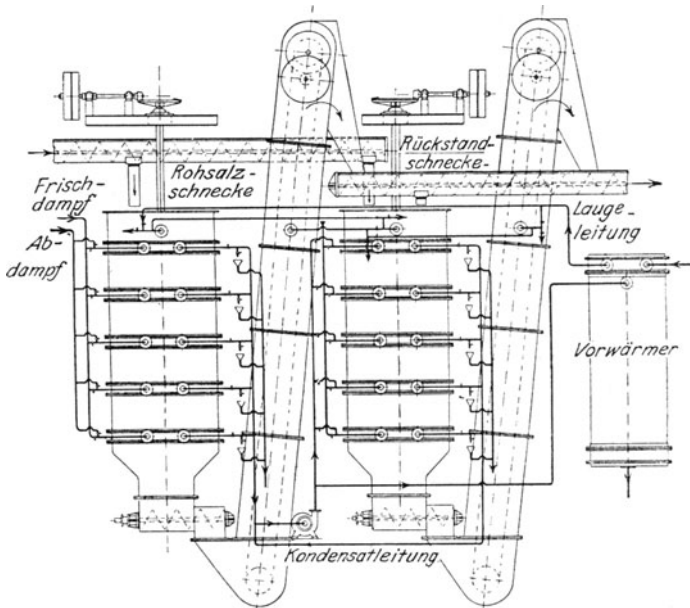 Rohsalz-
schnecke
Rückstand-
schnecke
Frisch-
dampf
Ab-
dampf
Lauge-
leitung
Vorwärmer
Kondensatleitung